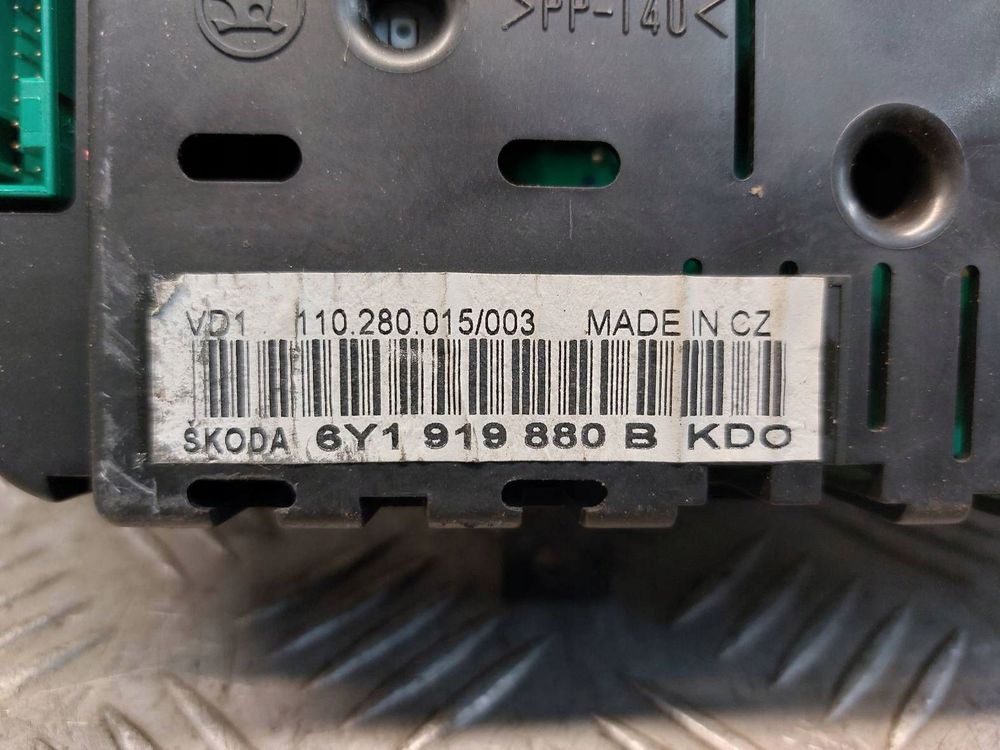 >PP-T40<
VD1 110.280.015/003 MADE IN CZ
ŠKODA 6Y1 919 880 B KDO